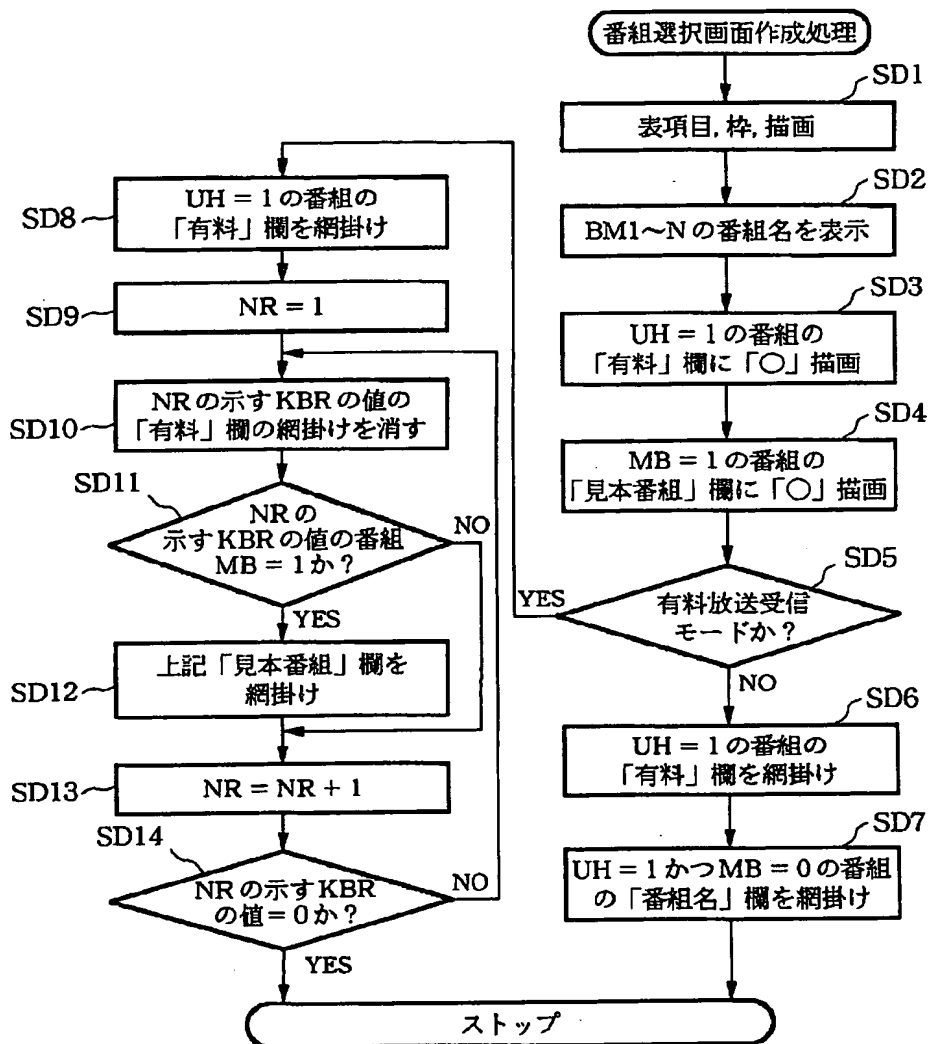 番組選択画面作成処理
SD1
表項目,枠,描画
SD2
BM1～Nの番組名を表示
SD3
UH=1の番組の
「有料」欄に「○」描画
SD4
MB=1の番組の
「見本番組」欄に「○」描画
SD5
有料放送受信
モードか?
YES
NO
SD6
UH=1の番組の
「有料」欄を網掛け
SD7
UH=1かつMB=0の番組
の「番組名」欄を網掛け
SD8
UH=1の番組の
「有料」欄を網掛け
SD9
NR=1
SD10
NRの示すKBRの値の
「有料」欄の網掛けを消す
SD11
NRの
示すKBRの値の番組
MB=1か?
NO
YES
SD12
上記「見本番組」欄を
網掛け
SD13
NR=NR+1
SD14
NRの示すKBR
の値=0か?
NO
YES
ストップ